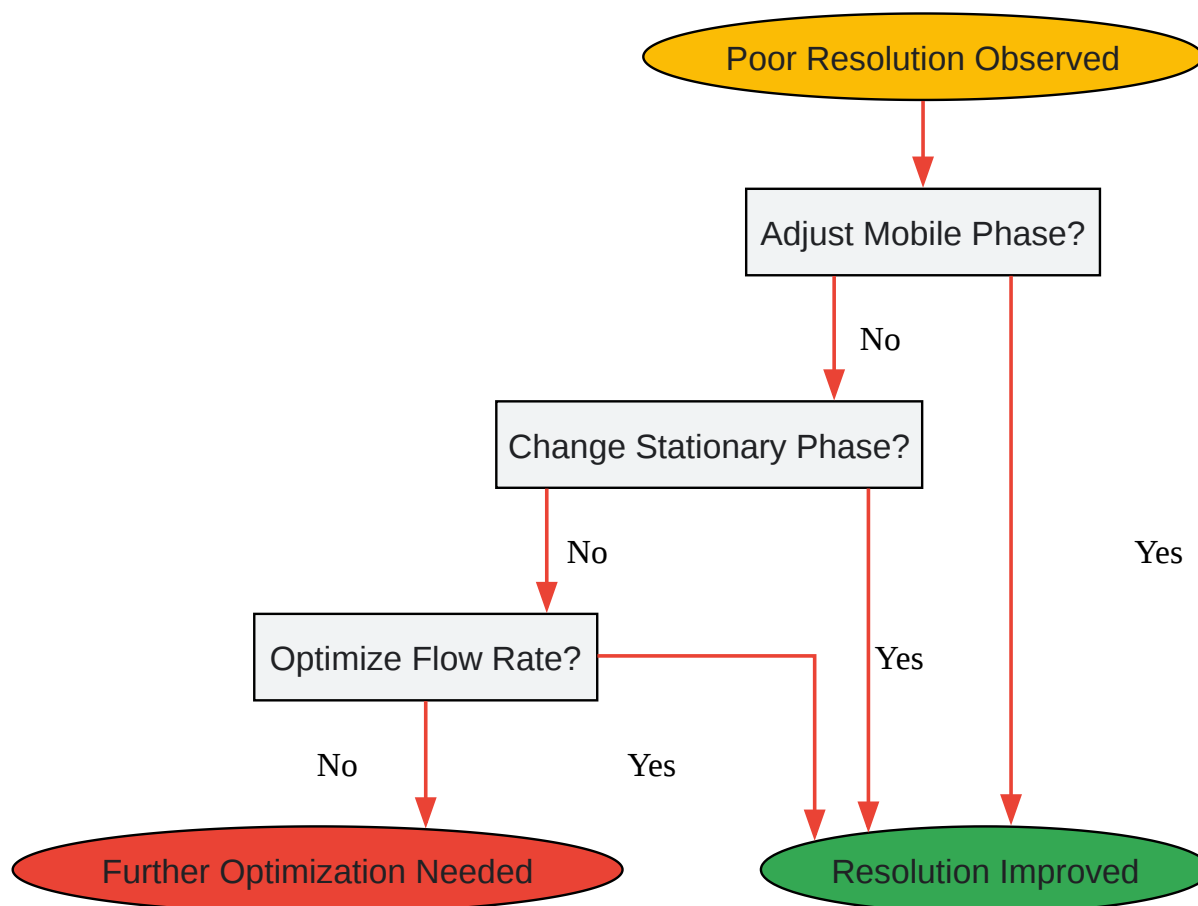 Poor Resolution Observed
Adjust Mobile Phase?
No
Change Stationary Phase?
No
Yes
Optimize Flow Rate?
Yes
No
Yes
Further Optimization Needed
Resolution Improved